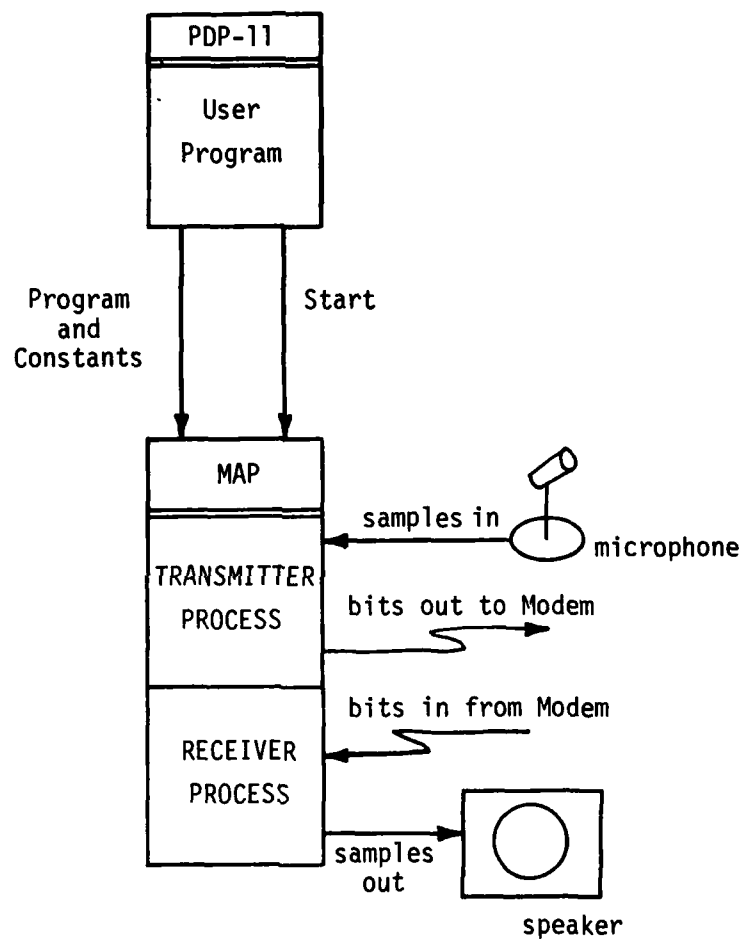 PDP-11
User
Program
Program
and
Constants
Start
MAP
samples in
microphone
TRANSMITTER
PROCESS
bits out to Modem
bits in from Modem
RECEIVER
PROCESS
samples
out
speaker